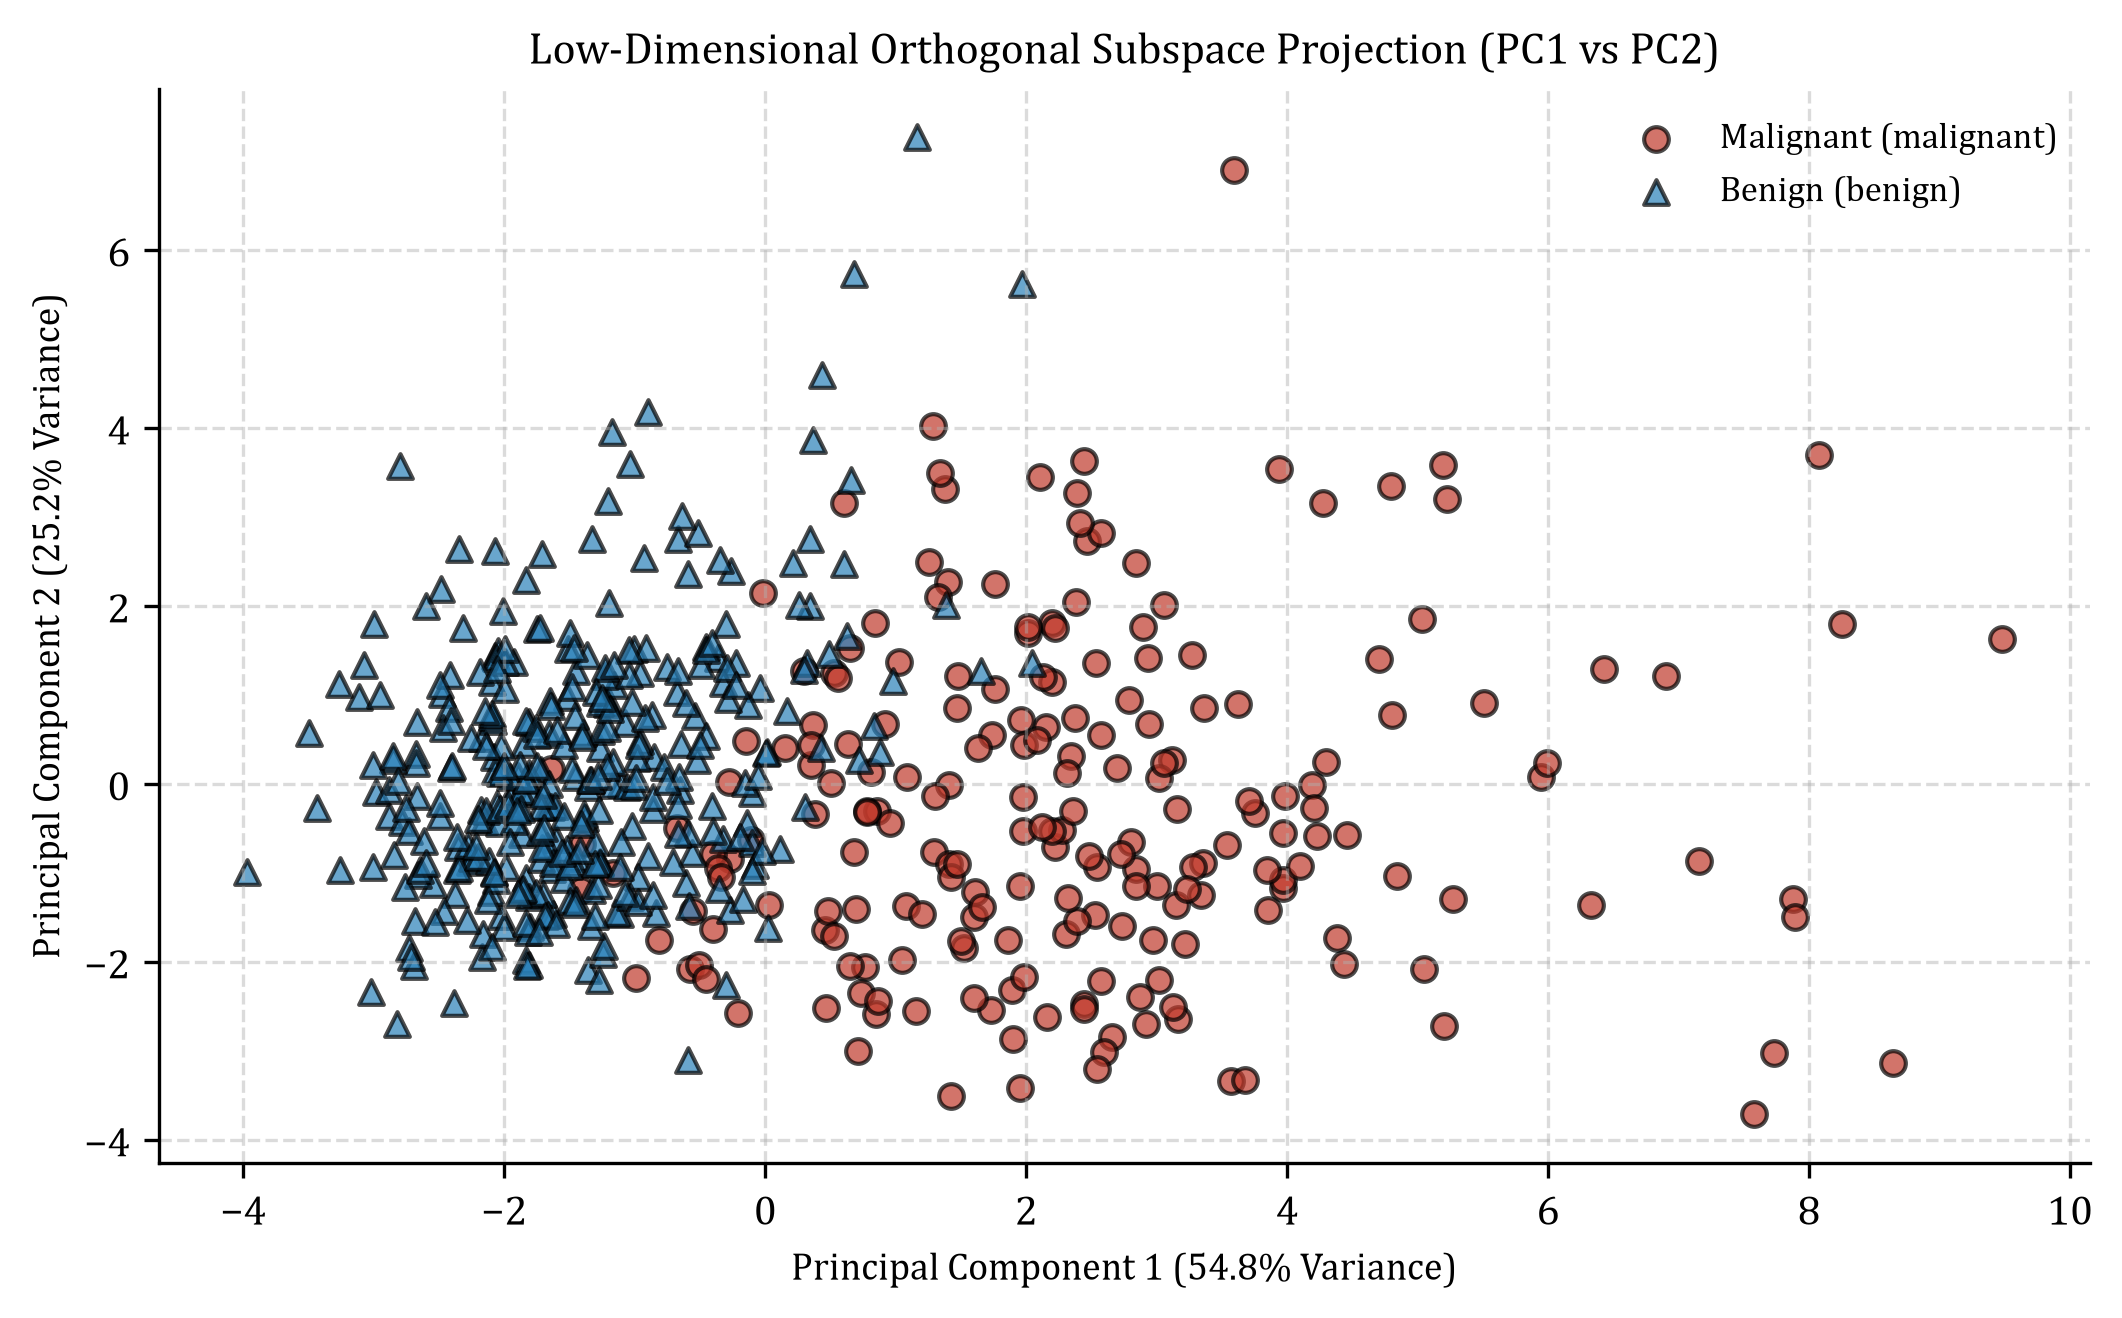 Low-Dimensional Orthogonal Subspace Projection (PC1 vs PC2)
Malignant (malignant)
Benign (benign)
Principal Component 2 (25.2% Variance)
6
4
2
0
−2
−4
−4
−2
0
2
4
6
8
10
Principal Component 1 (54.8% Variance)